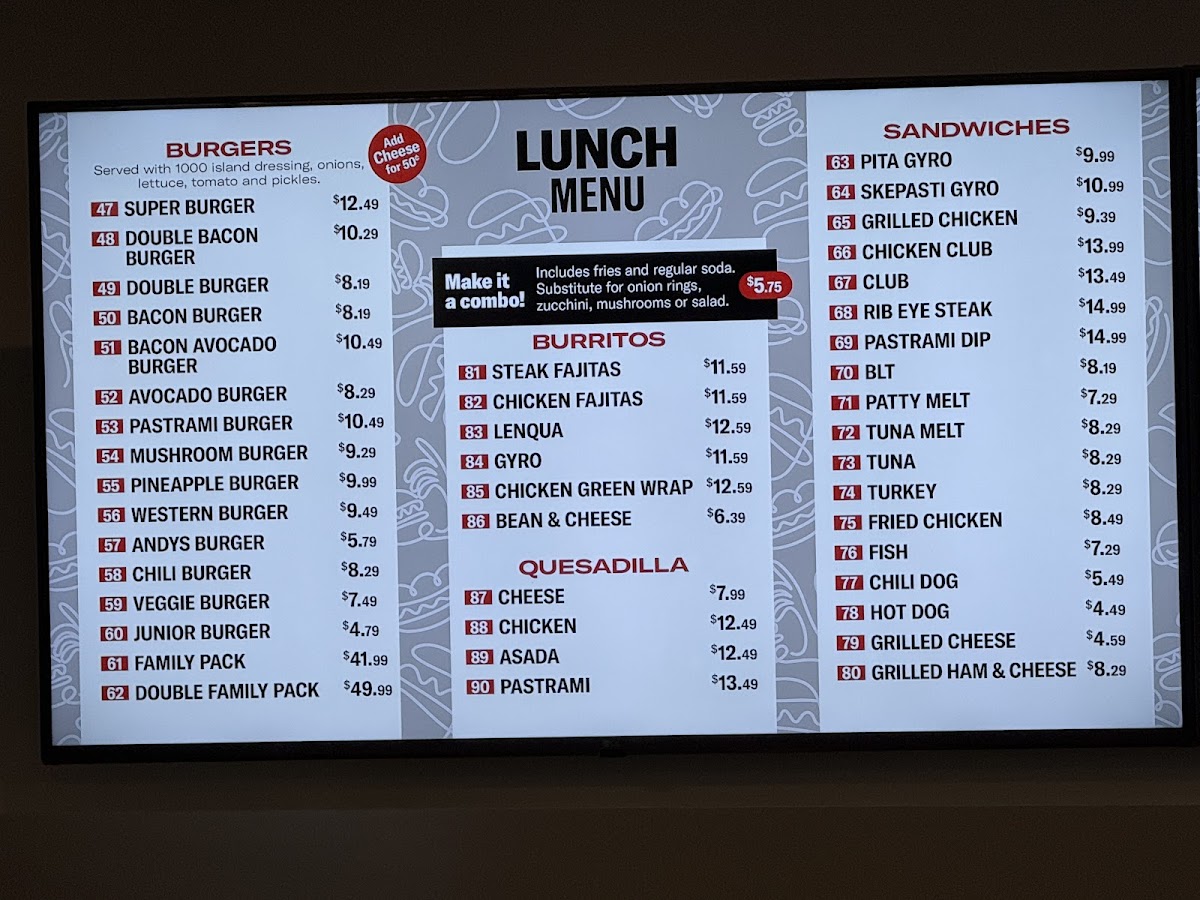 LUNCH
MENU
BURGERS
Served with 1000 island dressing, onions,
lettuce, tomato and pickles.
Add
Cheese
for 50¢
47 SUPER BURGER $12.49
48 DOUBLE BACON $10.29
BURGER
49 DOUBLE BURGER $8.19
50 BACON BURGER $8.19
51 BACON AVOCADO $10.49
BURGER
52 AVOCADO BURGER $8.29
53 PASTRAMI BURGER $10.49
54 MUSHROOM BURGER $9.29
55 PINEAPPLE BURGER $9.99
56 WESTERN BURGER $9.49
57 ANDYS BURGER $5.79
58 CHILI BURGER $8.29
59 VEGGIE BURGER $7.49
60 JUNIOR BURGER $4.79
61 FAMILY PACK $41.99
62 DOUBLE FAMILY PACK $49.99
Make it
a combo!
Includes fries and regular soda.
Substitute for onion rings,
zucchini, mushrooms or salad.
$5.75
BURRITOS
81 STEAK FAJITAS $11.59
82 CHICKEN FAJITAS $11.59
83 LENQUA $12.59
84 GYRO $11.59
85 CHICKEN GREEN WRAP $12.59
86 BEAN & CHEESE $6.39
QUESADILLA
87 CHEESE $7.99
88 CHICKEN $12.49
89 ASADA $12.49
90 PASTRAMI $13.49
SANDWICHES
63 PITA GYRO $9.99
64 SKEPASTI GYRO $10.99
65 GRILLED CHICKEN $9.39
66 CHICKEN CLUB $13.99
67 CLUB $13.49
68 RIB EYE STEAK $14.99
69 PASTRAMI DIP $14.99
70 BLT $8.19
71 PATTY MELT $7.29
72 TUNA MELT $8.29
73 TUNA $8.29
74 TURKEY $8.29
75 FRIED CHICKEN $8.49
76 FISH $7.29
77 CHILI DOG $5.49
78 HOT DOG $4.49
79 GRILLED CHEESE $4.59
80 GRILLED HAM & CHEESE $8.29